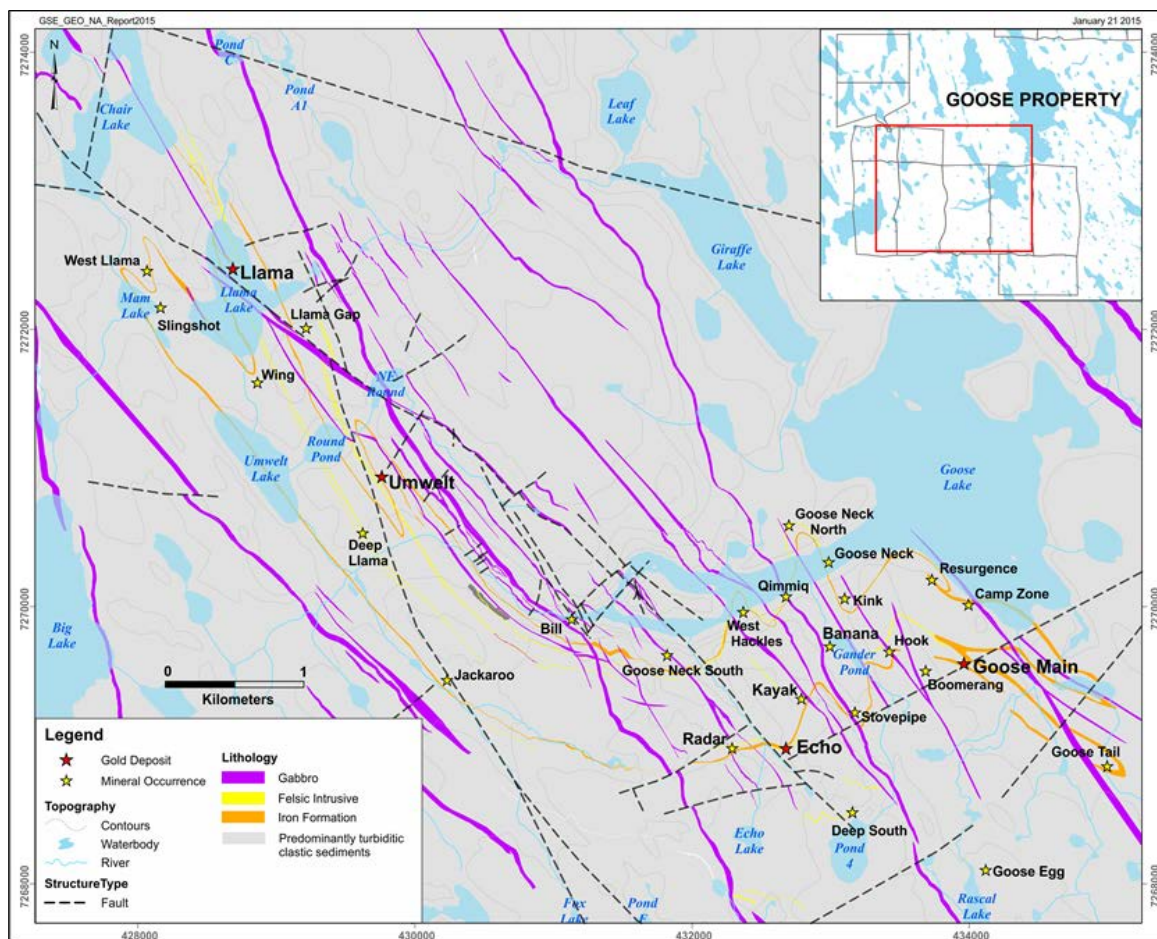 GSE_GEO_NA_Report2015
January 21 2015
428000
430000
432000
434000
7274000
7272000
7270000
7268000
7274000
7272000
7270000
7268000
N
GOOSE PROPERTY
Pond
C
Pond
A1
Chair
Lake
Leaf
Lake
Giraffe
Lake
West Llama
Llama
Mam
Lake
Llama
Lake
Slingshot
Llama Gap
Wing
NE
Round
Round
Pond
Umwelt
Lake
Umwelt
Deep
Llama
Goose
Lake
Goose Neck
North
Goose Neck
Resurgence
Qimmiq
Kink
Camp Zone
Big
Lake
Bill
West
Hackles
Banana
Hook
Gander
Pond
Goose Main
Goose Neck South
Boomerang
Jackaroo
Kayak
Stovepipe
Radar
Echo
Goose Tail
Echo
Lake
Deep South
Pond
4
Goose Egg
Fox
Lake
Pond
E
Rascal
Lake
0
1
Kilometers
Legend
Gold Deposit
Mineral Occurrence
Topography
Contours
Waterbody
River
StructureType
Fault
Lithology
Gabbro
Felsic Intrusive
Iron Formation
Predominantly turbiditic
clastic sediments